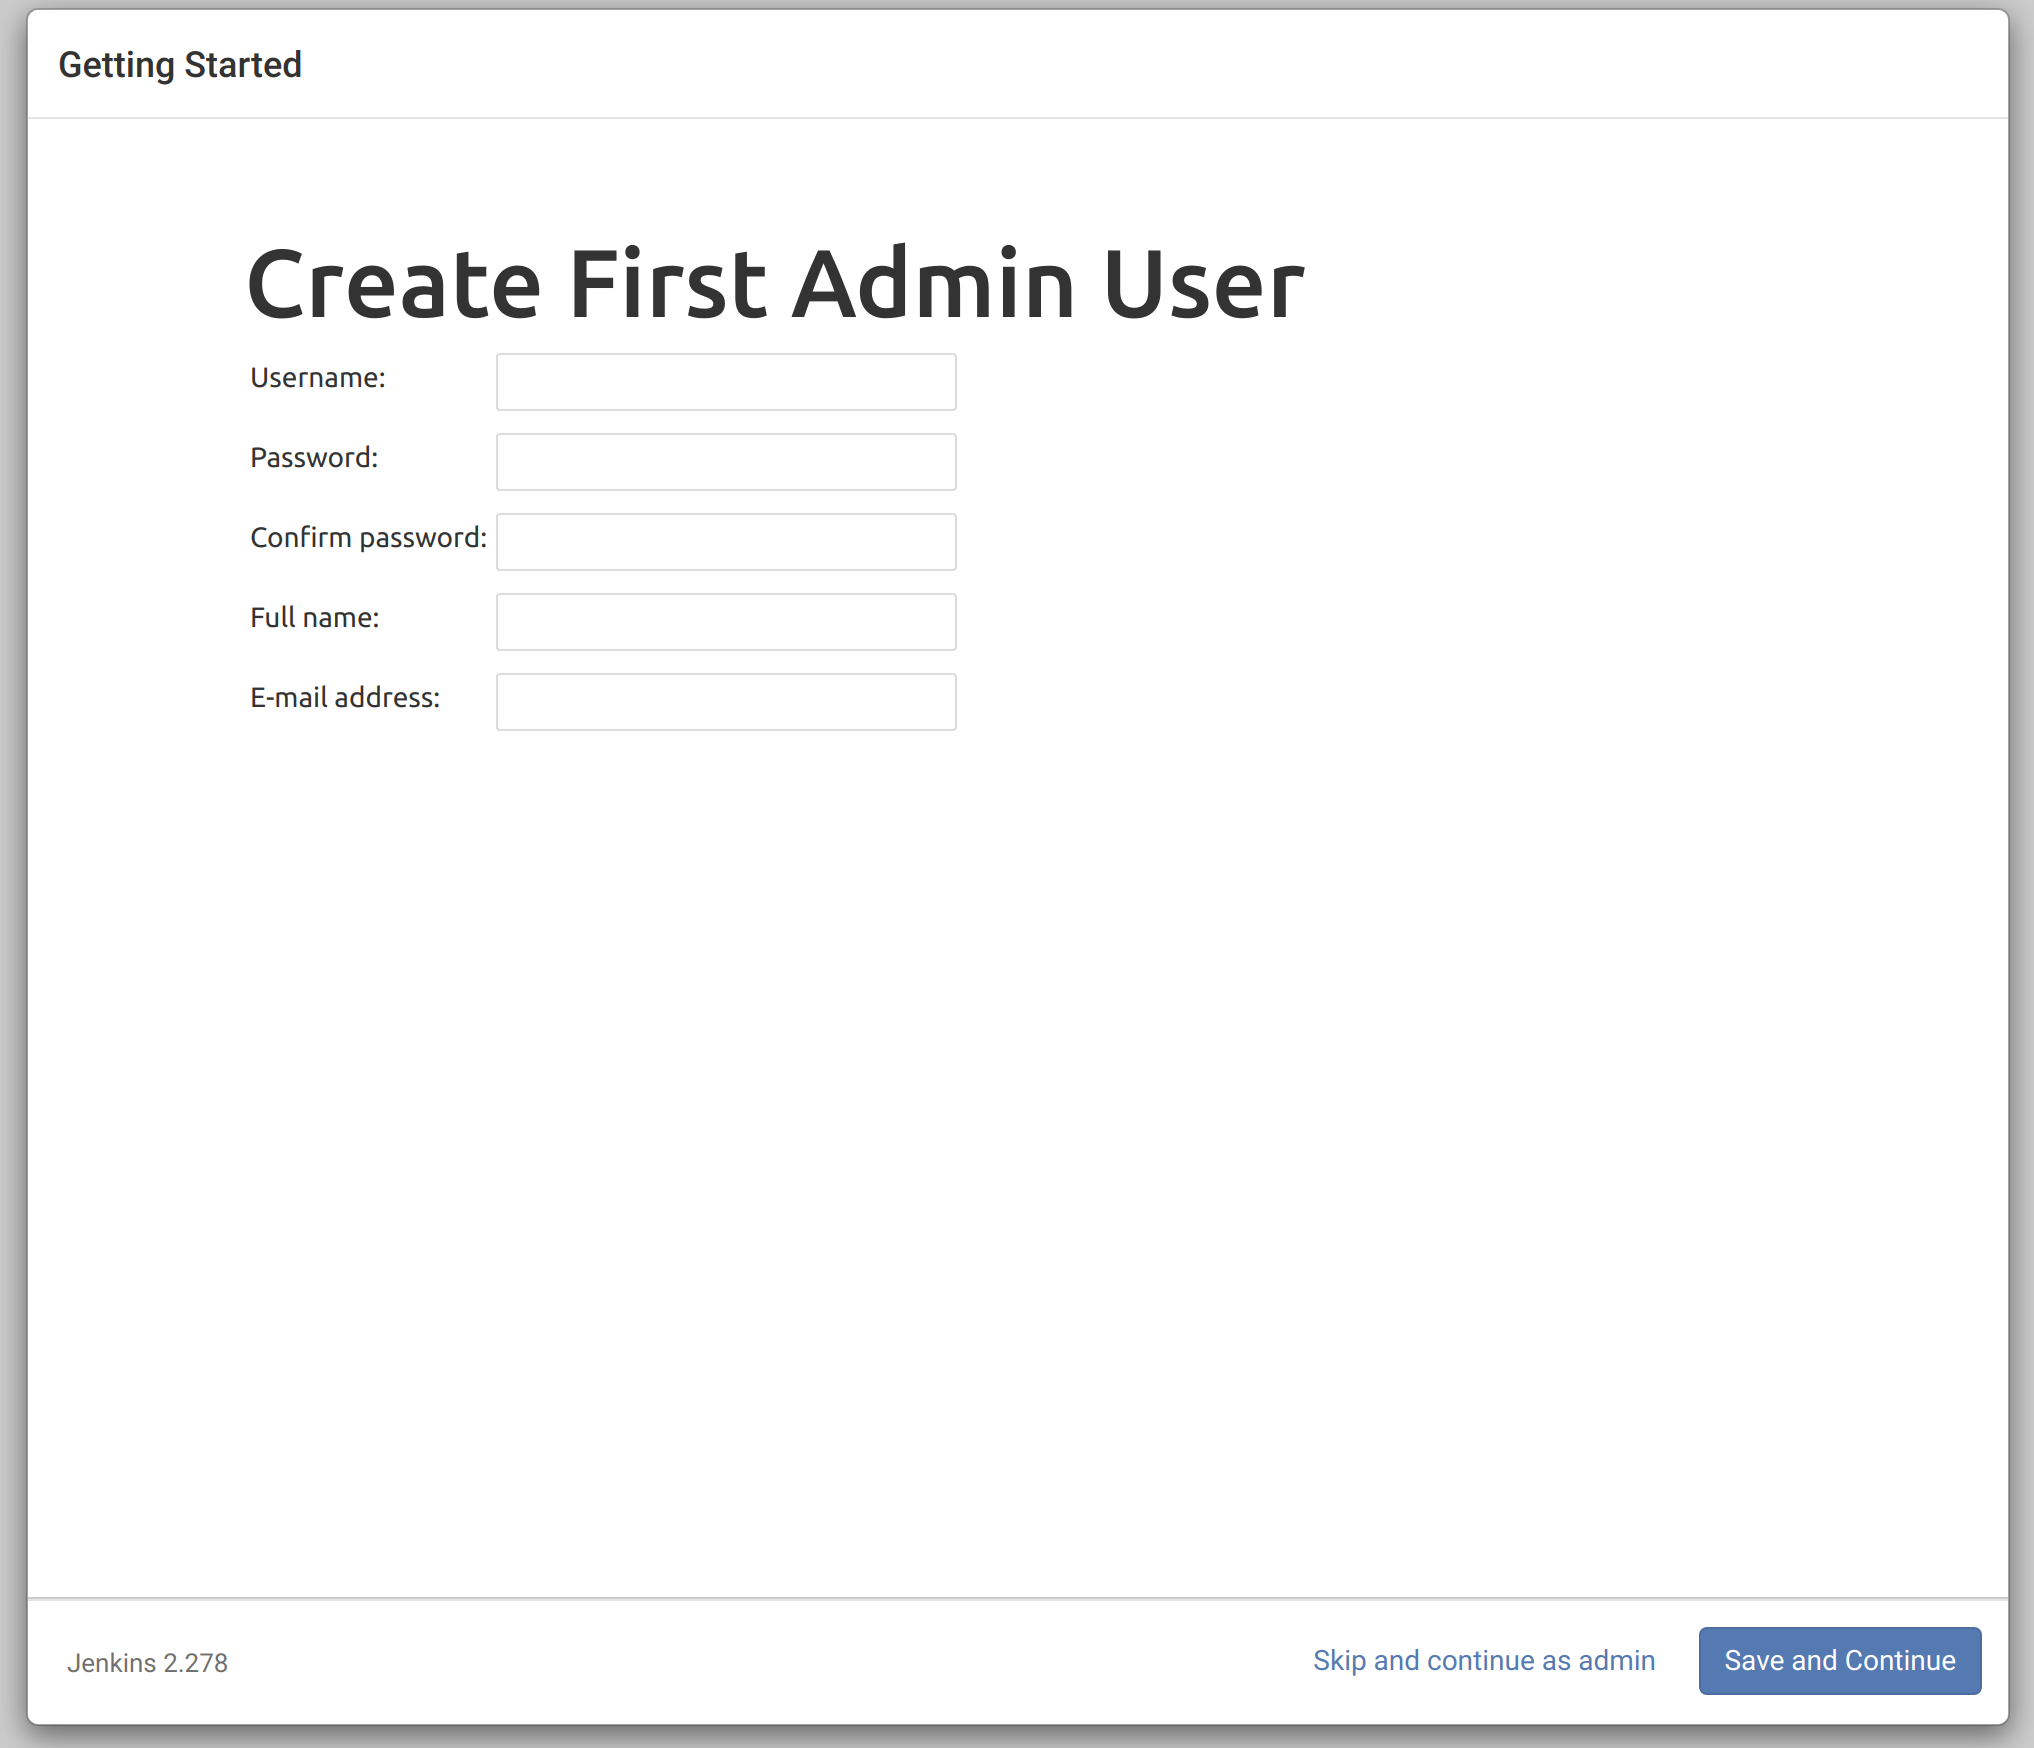 Getting Started
Create First Admin User
Username:
Password:
Confirm password:
Full name:
E-mail address:
Jenkins 2.278
Skip and continue as admin
Save and Continue